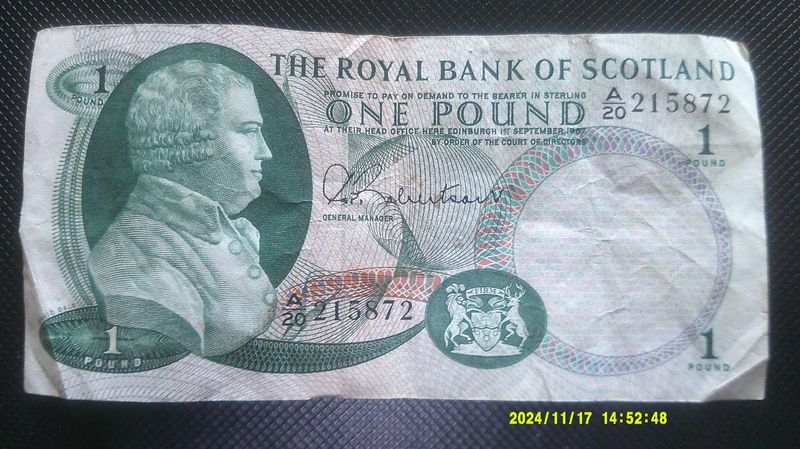 1
POUND
THE ROYAL BANK OF SCOTLAND
PROMISE TO PAY ON DEMAND TO THE BEARER IN STERLING
ONE POUND
A/20 215872
AT THEIR HEAD OFFICE HERE EDINBURGH 1ST SEPTEMBER 1967
BY ORDER OF THE COURT OF DIRECTORS
1
POUND
G. Robertson
GENERAL MANAGER
A/20 215872
FIRM
1
POUND
1
POUND
2024/11/17 14:52:48